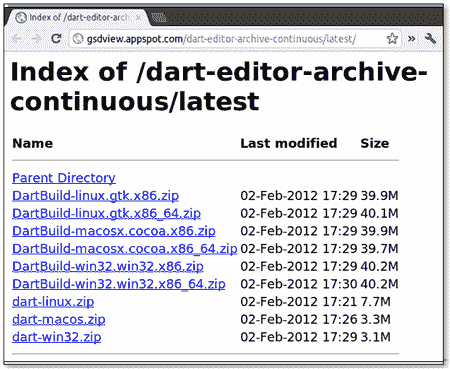 Index of /dart-editor-arch
gsdview.appspot.com/dart-editor-archive-continuous/latest/
Index of /dart-editor-archive-
continuous/latest
Name Last modified Size
Parent Directory
DartBuild-linux.gtk.x86.zip 02-Feb-2012 17:29 39.9M
DartBuild-linux.gtk.x86_64.zip 02-Feb-2012 17:29 40.1M
DartBuild-macosx.cocoa.x86.zip 02-Feb-2012 17:29 39.9M
DartBuild-macosx.cocoa.x86_64.zip 02-Feb-2012 17:29 39.7M
DartBuild-win32.win32.x86.zip 02-Feb-2012 17:29 40.2M
DartBuild-win32.win32.x86_64.zip 02-Feb-2012 17:30 40.2M
dart-linux.zip 02-Feb-2012 17:21 7.7M
dart-macos.zip 02-Feb-2012 17:26 3.3M
dart-win32.zip 02-Feb-2012 17:29 3.1M